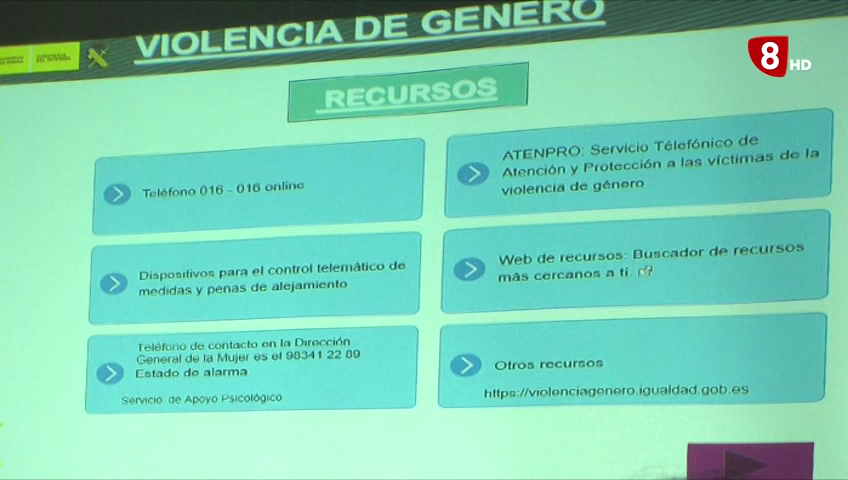 VIOLENCIA DE GENERO
8 HD
RECURSOS
Teléfono 016 - 016 online
ATENPRO: Servicio Télefónico de
Atención y Protección a las víctimas de la
violencia de género
Dispositivos para el control telemático de
medidas y penas de alejamiento
Web de recursos: Buscador de recursos
más cercanos a tí.
Teléfono de contacto en la Dirección
General de la Mujer es el 98341 22 89
Estado de alarma
Servicio de Apoyo Psicológico
Otros recursos
https://violenciagenero.igualdad.gob.es